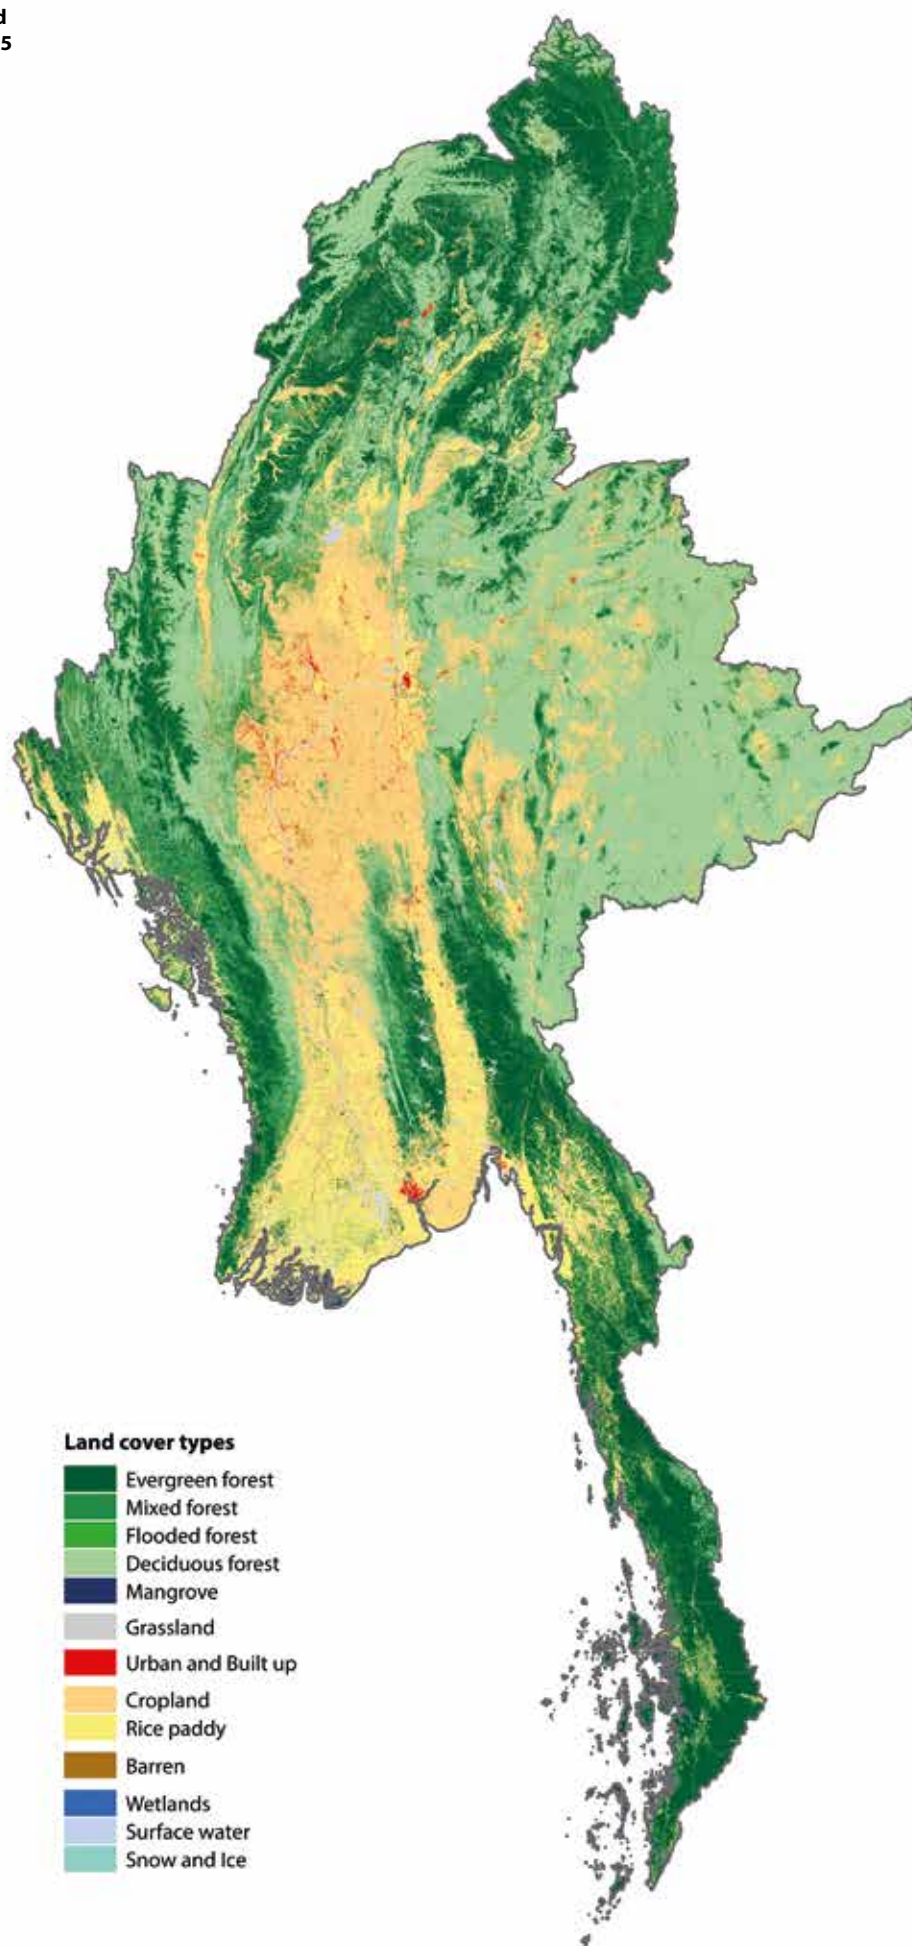 d
5
Land cover types
Evergreen forest
Mixed forest
Flooded forest
Deciduous forest
Mangrove
Grassland
Urban and Built up
Cropland
Rice paddy
Barren
Wetlands
Surface water
Snow and Ice